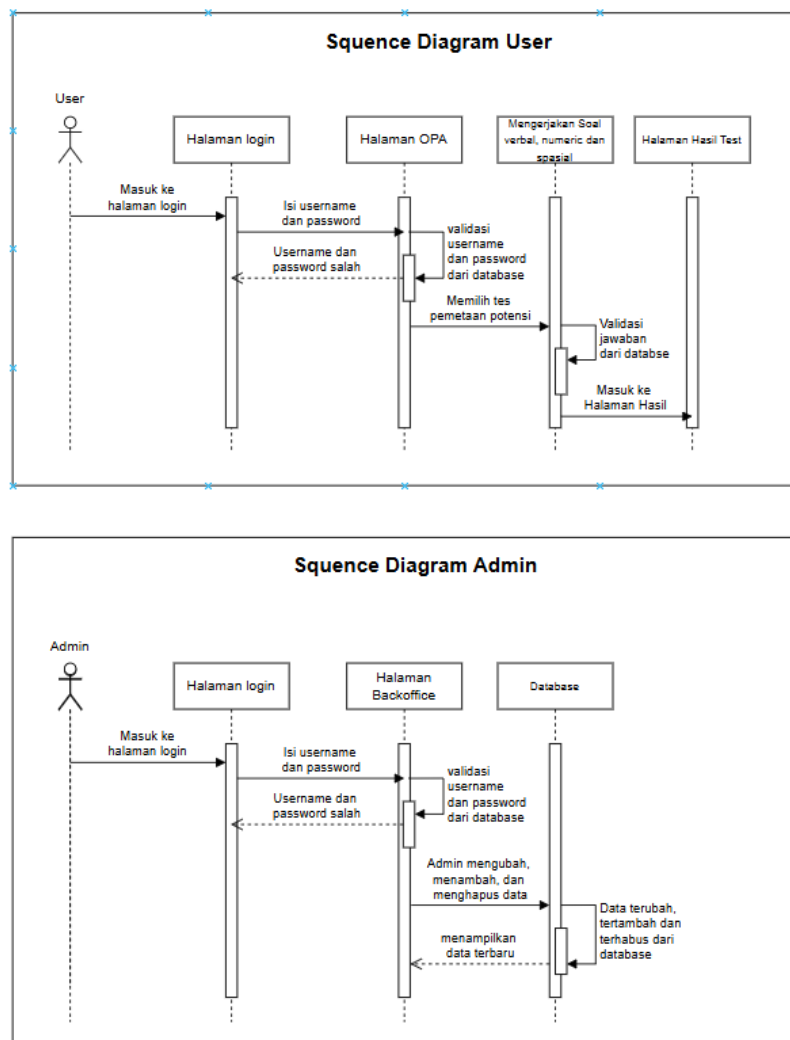 Squence Diagram User
User
Halaman login
Halaman OPA
Mengerjakan Soal
verbal, numeric dan
spasial
Halaman Hasil Test
Masuk ke
halaman login
Isi username
dan password
validasi
username
dan password
dari database
Username dan
password salah
Memilih tes
pemetaan potensi
Validasi
jawaban
dari databse
Masuk ke
Halaman Hasil
Squence Diagram Admin
Admin
Halaman login
Halaman
Backoffice
Database
Masuk ke
halaman login
Isi username
dan password
validasi
username
dan password
dari database
Username dan
password salah
Admin mengubah,
menambah, dan
menghapus data
Data terubah,
tertambah dan
terhabus dari
database
menampilkan
data terbaru